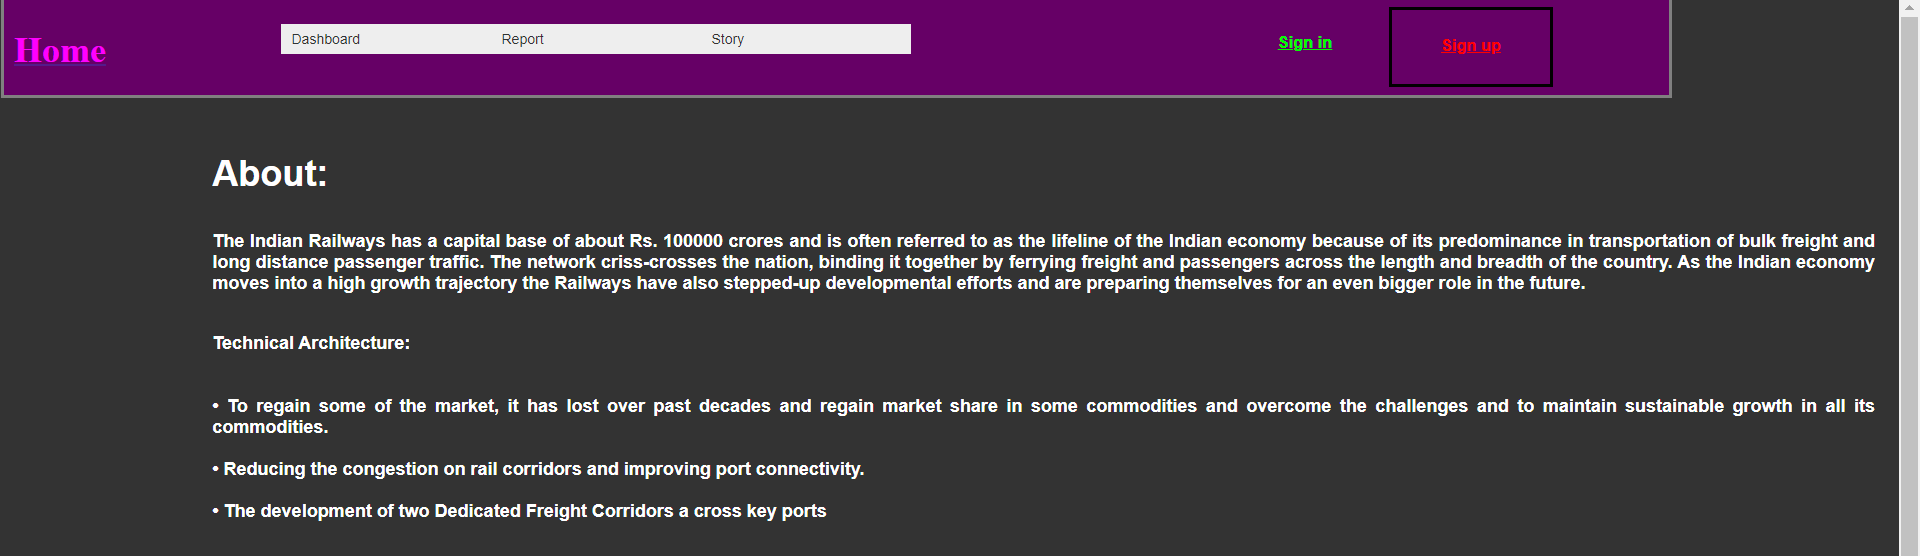 Home
Dashboard Report Story
Sign in
Sign up
About:
The Indian Railways has a capital base of about Rs. 100000 crores and is often referred to as the lifeline of the Indian economy because of its predominance in transportation of bulk freight and
long distance passenger traffic. The network criss-crosses the nation, binding it together by ferrying freight and passengers across the length and breadth of the country. As the Indian economy
moves into a high growth trajectory the Railways have also stepped-up developmental efforts and are preparing themselves for an even bigger role in the future.
Technical Architecture:
• To regain some of the market, it has lost over past decades and regain market share in some commodities and overcome the challenges and to maintain sustainable growth in all its
commodities.
• Reducing the congestion on rail corridors and improving port connectivity.
• The development of two Dedicated Freight Corridors a cross key ports